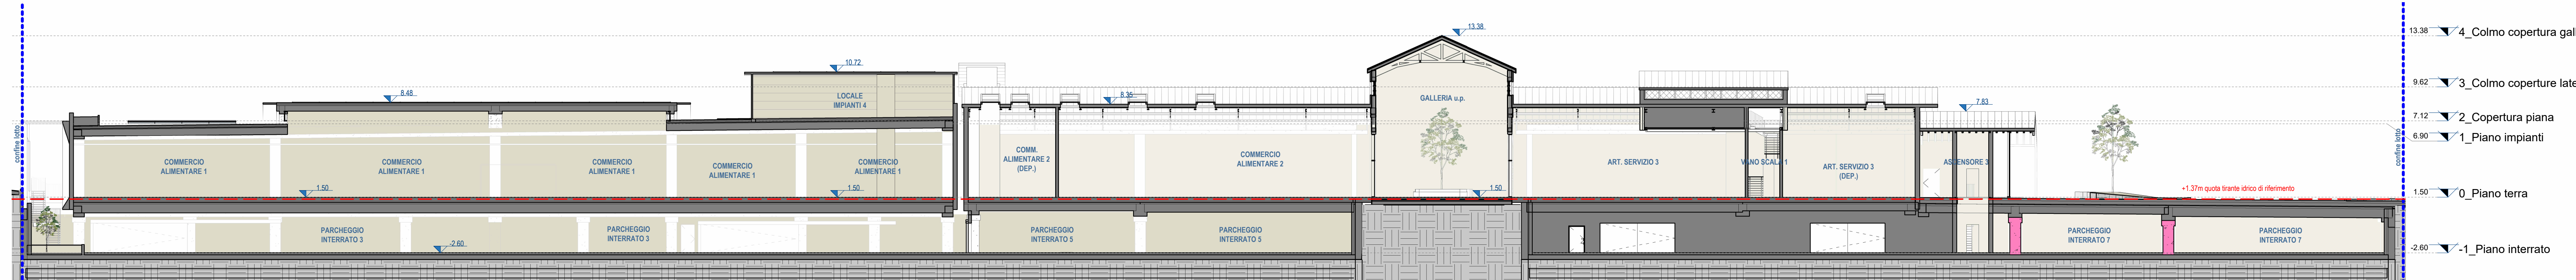 13.38
13.38
4_Colmo copertura gal
10.72
9.62
3_Colmo coperture late
8.48
LOCALE
IMPIANTI 4
8.35
GALLERIA u.p.
7.83
7.12
2_Copertura piana
6.90
1_Piano impianti
confine lotto
COMMERCIO
ALIMENTARE 1
COMMERCIO
ALIMENTARE 1
COMMERCIO
ALIMENTARE 1
COMMERCIO
ALIMENTARE 1
COMMERCIO
ALIMENTARE 1
COMM.
ALIMENTARE 2
(DEP.)
COMMERCIO
ALIMENTARE 2
ART. SERVIZIO 3
VANO SCALA 1
ART. SERVIZIO 3
(DEP.)
ASCENSORE 3
confine lotto
1.50
1.50
1.50
+1.37m quota tirante idrico di riferimento
1.50
0_Piano terra
PARCHEGGIO
INTERRATO 3
PARCHEGGIO
INTERRATO 3
PARCHEGGIO
INTERRATO 5
PARCHEGGIO
INTERRATO 5
PARCHEGGIO
INTERRATO 7
PARCHEGGIO
INTERRATO 7
-2.60
-2.60
-1_Piano interrato